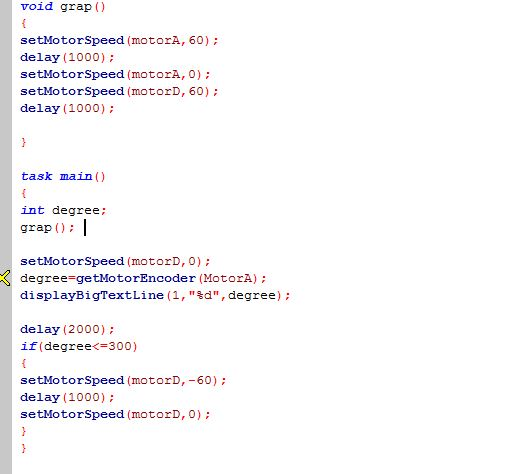 void grap()
{
setMotorSpeed(motorA,60);
delay(1000);
setMotorSpeed(motorA,0);
setMotorSpeed(motorD,60);
delay(1000);
}
task main()
{
int degree;
grap();
setMotorSpeed(motorD,0);
degree=getMotorEncoder(MotorA);
displayBigTextLine(1,"%d",degree);
delay(2000);
if(degree<=300)
{
setMotorSpeed(motorD,-60);
delay(1000);
setMotorSpeed(motorD,0);
}
}